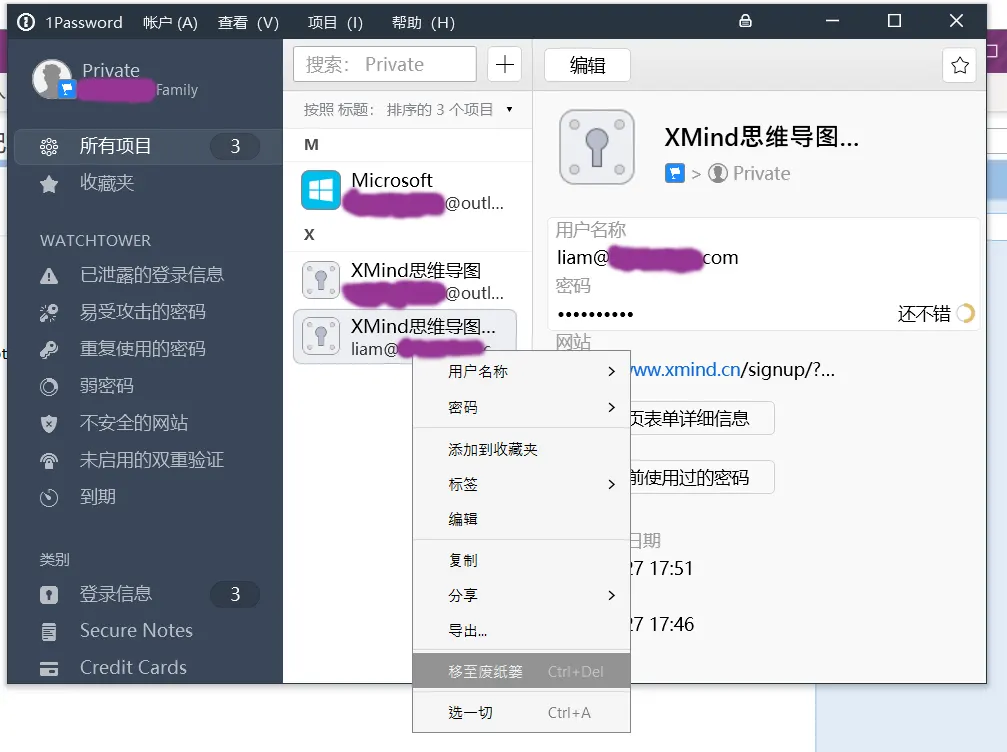 1Password 帐户 (A) 查看 (V) 项目 (I) 帮助 (H)
Private
Family
所有项目 3
收藏夹
WATCHTOWER
已泄露的登录信息
易受攻击的密码
重复使用的密码
弱密码
不安全的网站
未启用的双重验证
到期
类别
登录信息 3
Secure Notes
Credit Cards
搜索: Private
按照 标题: 排序的 3 个项目
M
Microsoft
@outl...
X
XMind思维导图
@outl...
XMind思维导图...
liam@
编辑
XMind思维导图...
> Private
用户名称
liam@ com
密码
••••••••••
还不错
网站
www.xmind.cn/signup/?...
页表单详细信息
前使用过的密码
日期
27 17:51
27 17:46
用户名称
密码
添加到收藏夹
标签
编辑
复制
分享
导出...
移至废纸篓 Ctrl+Del
选一切 Ctrl+A